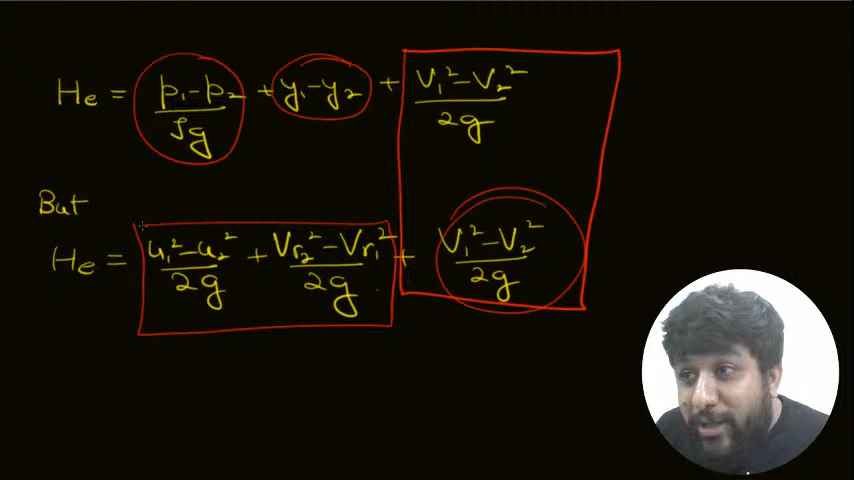 He = p₁-p₂/ρg + y₁-y₂ + V₁²-V₂²/2g
But
He = u₁²-u₂²/2g + Vr₂²-Vr₁²/2g + V₁²-V₂²/2g